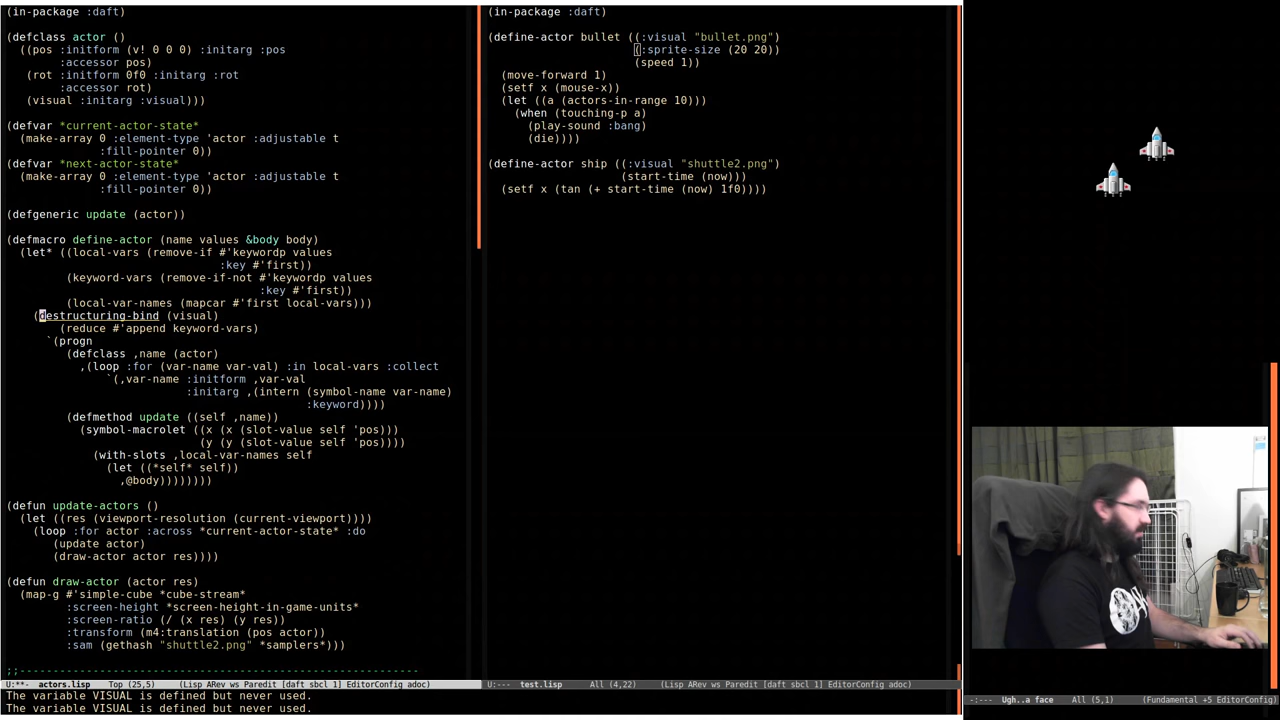 (in-package :daft)
(defclass actor ()
((pos :initform (v! 0 0 0) :initarg :pos
:accessor pos)
(rot :initform 0f0 :initarg :rot
:accessor rot)
(visual :initarg :visual)))
(defvar *current-actor-state*
(make-array 0 :element-type 'actor :adjustable t
:fill-pointer 0))
(defvar *next-actor-state*
(make-array 0 :element-type 'actor :adjustable t
:fill-pointer 0))
(defgeneric update (actor))
(defmacro define-actor (name values &body body)
(let* ((local-vars (remove-if #'keywordp values
:key #'first))
(keyword-vars (remove-if-not #'keywordp values
:key #'first))
(local-var-names (mapcar #'first local-vars)))
(destructuring-bind (visual)
(reduce #'append keyword-vars)
`(progn
(defclass ,name (actor)
,(loop :for (var-name var-val) :in local-vars :collect
`(,var-name :initform ,var-val
:initarg ,(intern (symbol-name var-name)
:keyword))))
(defmethod update ((self ,name))
(symbol-macrolet ((x (x (slot-value self 'pos)))
(y (y (slot-value self 'pos))))
(with-slots ,local-var-names self
(let ((*self* self))
,@body))))))))
(defun update-actors ()
(let ((res (viewport-resolution (current-viewport))))
(loop :for actor :across *current-actor-state* :do
(update actor)
(draw-actor actor res))))
(defun draw-actor (actor res)
(map-g #'simple-cube *cube-stream*
:screen-height *screen-height-in-game-units*
:screen-ratio (/ (x res) (y res))
:transform (m4:translation (pos actor))
:sam (gethash "shuttle2.png" *samplers*)))
;;------------------------------------------------------------
U:**- actors.lisp Top (25,5) (Lisp ARev ws Paredit [daft sbcl 1] EditorConfig adoc)
The variable VISUAL is defined but never used.
The variable VISUAL is defined but never used.
(in-package :daft)
(define-actor bullet ((:visual "bullet.png")
(:sprite-size (20 20))
(speed 1))
(move-forward 1)
(setf x (mouse-x))
(let ((a (actors-in-range 10)))
(when (touching-p a)
(play-sound :bang)
(die))))
(define-actor ship ((:visual "shuttle2.png")
(start-time (now)))
(setf x (tan (+ start-time (now) 1f0))))
U:--- test.lisp All (4,22) (Lisp ARev ws Paredit [daft sbcl 1] EditorConfig adoc)
-:--- Ugh..a face All (5,1) (Fundamental +5 EditorConfig)